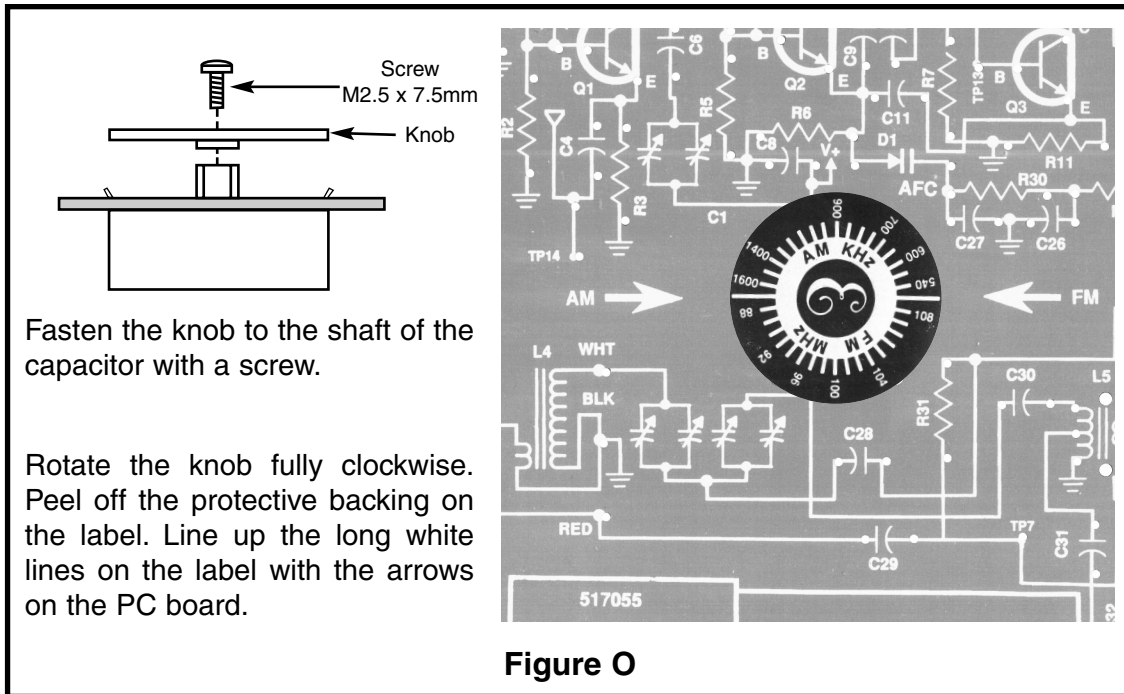 Screw
M2.5 x 7.5mm
Knob
Fasten the knob to the shaft of the
capacitor with a screw.
Rotate the knob fully clockwise.
Peel off the protective backing on
the label. Line up the long white
lines on the label with the arrows
on the PC board.
B
Q1
E
C6
B
Q2
E
C9
R7
TP13
B
Q3
E
R2
C4
R3
R5
R6
C8
V+
D1
C11
AFC
R11
R30
C27
C26
C1
TP14
AM
FM
900
700
600
540
1400
1600
AM KHz
88
92
96
100
104
108
FM MHz
L4
WHT
BLK
RED
C28
C29
R31
C30
L5
TP7
C31
32
517055
Figure O